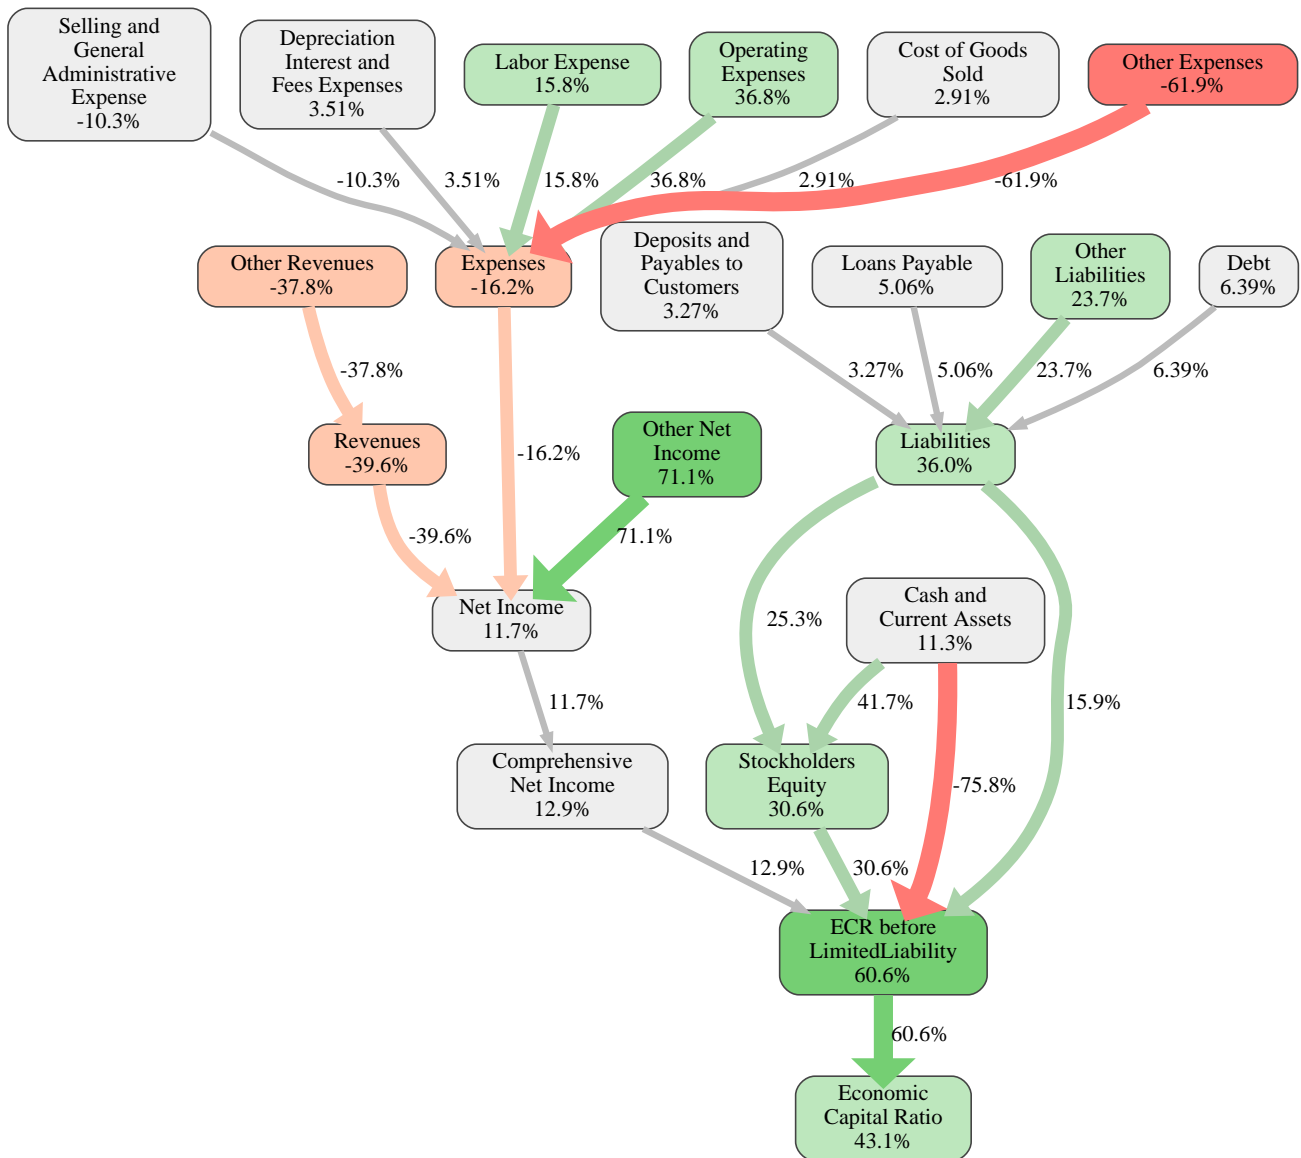 Selling and
General
Administrative
Expense
-10.3%
Depreciation
Interest and
Fees Expenses
3.51%
Labor Expense
15.8%
Operating
Expenses
36.8%
Cost of Goods
Sold
2.91%
Other Expenses
-61.9%
-10.3%
3.51%
15.8%
36.8%
2.91%
-61.9%
Other Revenues
-37.8%
Expenses
-16.2%
Deposits and
Payables to
Customers
3.27%
Loans Payable
5.06%
Other
Liabilities
23.7%
Debt
6.39%
-37.8%
3.27%
5.06%
23.7%
6.39%
Revenues
-39.6%
-16.2%
Other Net
Income
71.1%
Liabilities
36.0%
-39.6%
71.1%
Net Income
11.7%
25.3%
Cash and
Current Assets
11.3%
11.7%
41.7%
15.9%
Comprehensive
Net Income
12.9%
Stockholders
Equity
30.6%
-75.8%
12.9%
30.6%
ECR before
LimitedLiability
60.6%
60.6%
Economic
Capital Ratio
43.1%